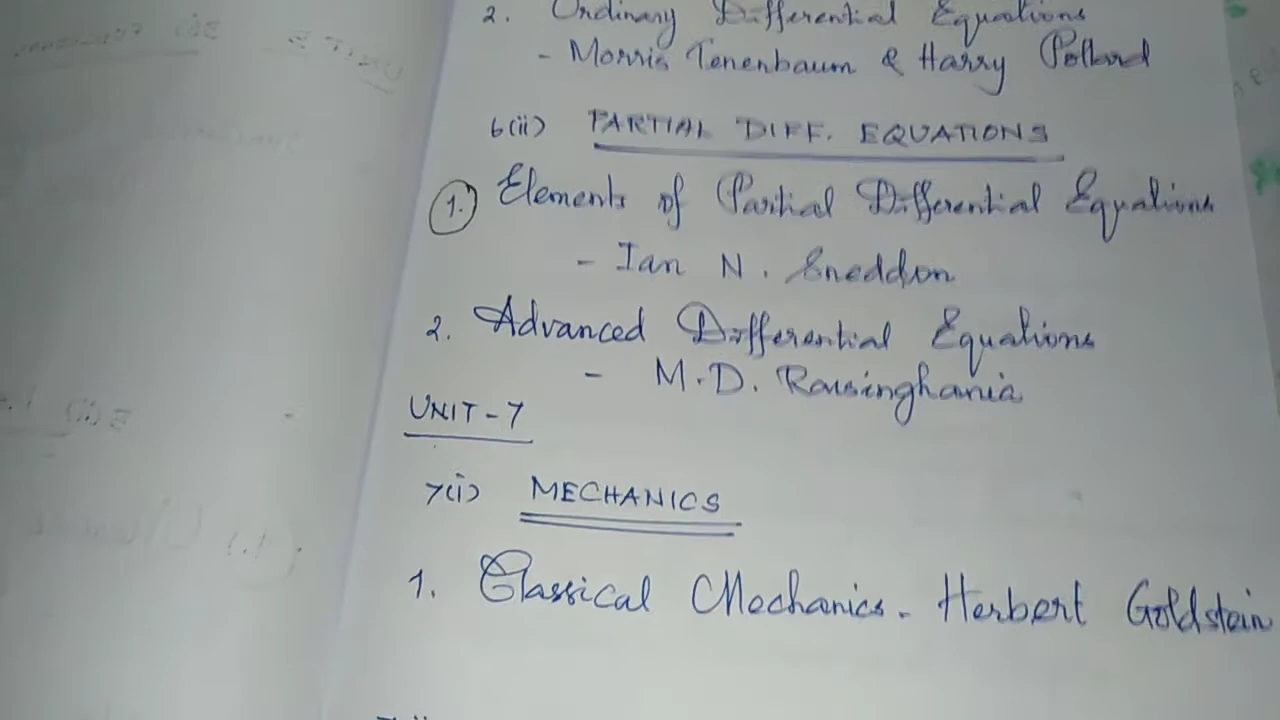 2. Ordinary Differential Equations
- Morris Tenenbaum & Harry Pollard
6(ii) PARTIAL DIFF. EQUATIONS
1. Elements of Partial Differential Equations
- Ian N. Sneddon
2. Advanced Differential Equations
- M.D. Raisinghania
UNIT-7
7(i) MECHANICS
1. Classical Mechanics - Herbert Goldstein